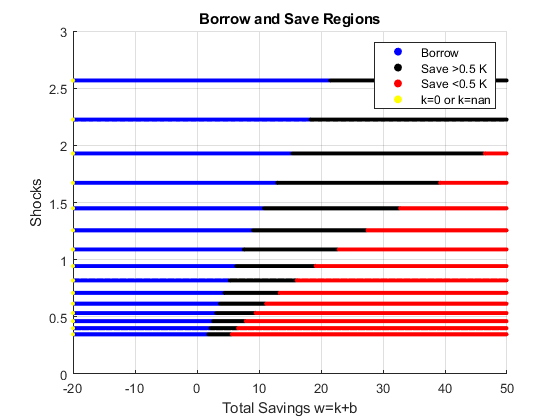 Borrow and Save Regions
3
2.5
2
1.5
1
0.5
0
Shocks
Borrow
Save >0.5 K
Save <0.5 K
k=0 or k=nan
-20 -10 0 10 20 30 40 50
Total Savings w=k+b